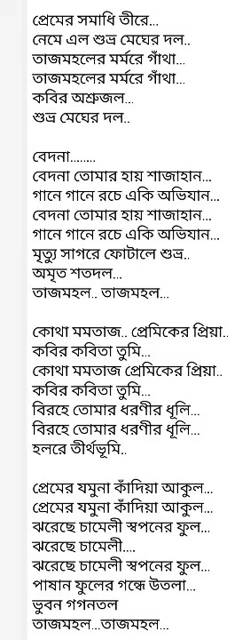 প্রেমের সমাধি তীরে...
নেমে এল শুভ্র মেঘের দল..
তাজমহলের মর্মরে গাঁথা...
তাজমহলের মর্মরে গাঁথা...
কবির অশ্রুজল...
শুভ্র মেঘের দল..
বেদনা........
বেদনা তোমার হায় শাজাহান...
গানে গানে রচে একি অভিযান...
বেদনা তোমার হায় শাজাহান...
গানে গানে রচে একি অভিযান...
মৃত্যু সাগরে ফোটালে শুভ্র..
অমৃত শতদল...
তাজমহল.. তাজমহল...
কোথা মমতাজ.. প্রেমিকের প্রিয়া..
কবির কবিতা তুমি...
কোথা মমতাজ প্রেমিকের প্রিয়া..
কবির কবিতা তুমি...
বিরহে তোমার ধরণীর ধূলি...
বিরহে তোমার ধরণীর ধূলি...
হলরে তীর্থভূমি..
প্রেমের যমুনা কাঁদিয়া আকুল...
প্রেমের যমুনা কাঁদিয়া আকুল...
ঝরেছে চামেলী স্বপনের ফুল...
ঝরেছে চামেলী....
ঝরেছে চামেলী স্বপনের ফুল...
পাষান ফুলের গন্ধে উতলা...
ভুবন গগনতল
তাজমহল...তাজমহল...